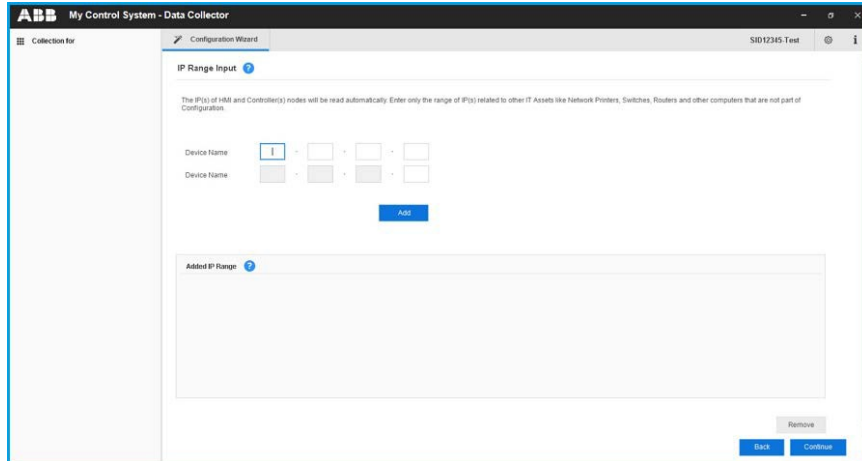 ABB My Control System - Data Collector
Collection for
Configuration Wizard
SID12345-Test
IP Range Input ?
The IP(s) of HMI and Controller(s) nodes will be read automatically. Enter only the range of IP(s) related to other IT Assets like Network Printers, Switches, Routers and other computers that are not part of
Configuration.
Device Name
Device Name
Add
Added IP Range ?
Remove
Back Continue